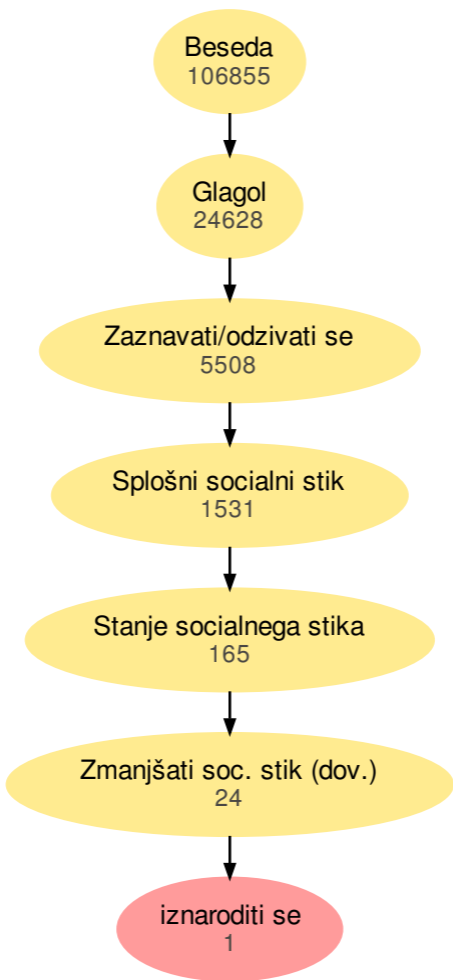 Beseda
106855
Glagol
24628
Zaznavati/odzivati se
5508
Splošni socialni stik
1531
Stanje socialnega stika
165
Zmanjšati soc. stik (dov.)
24
iznaroditi se
1